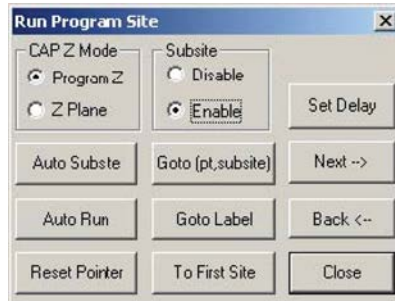 Run Program Site
CAP Z Mode
Subsite
Program Z
Disable
Z Plane
Enable
Set Delay
Auto Subste
Goto (pt,subsite)
Next -->
Auto Run
Goto Label
Back <--
Reset Pointer
To First Site
Close